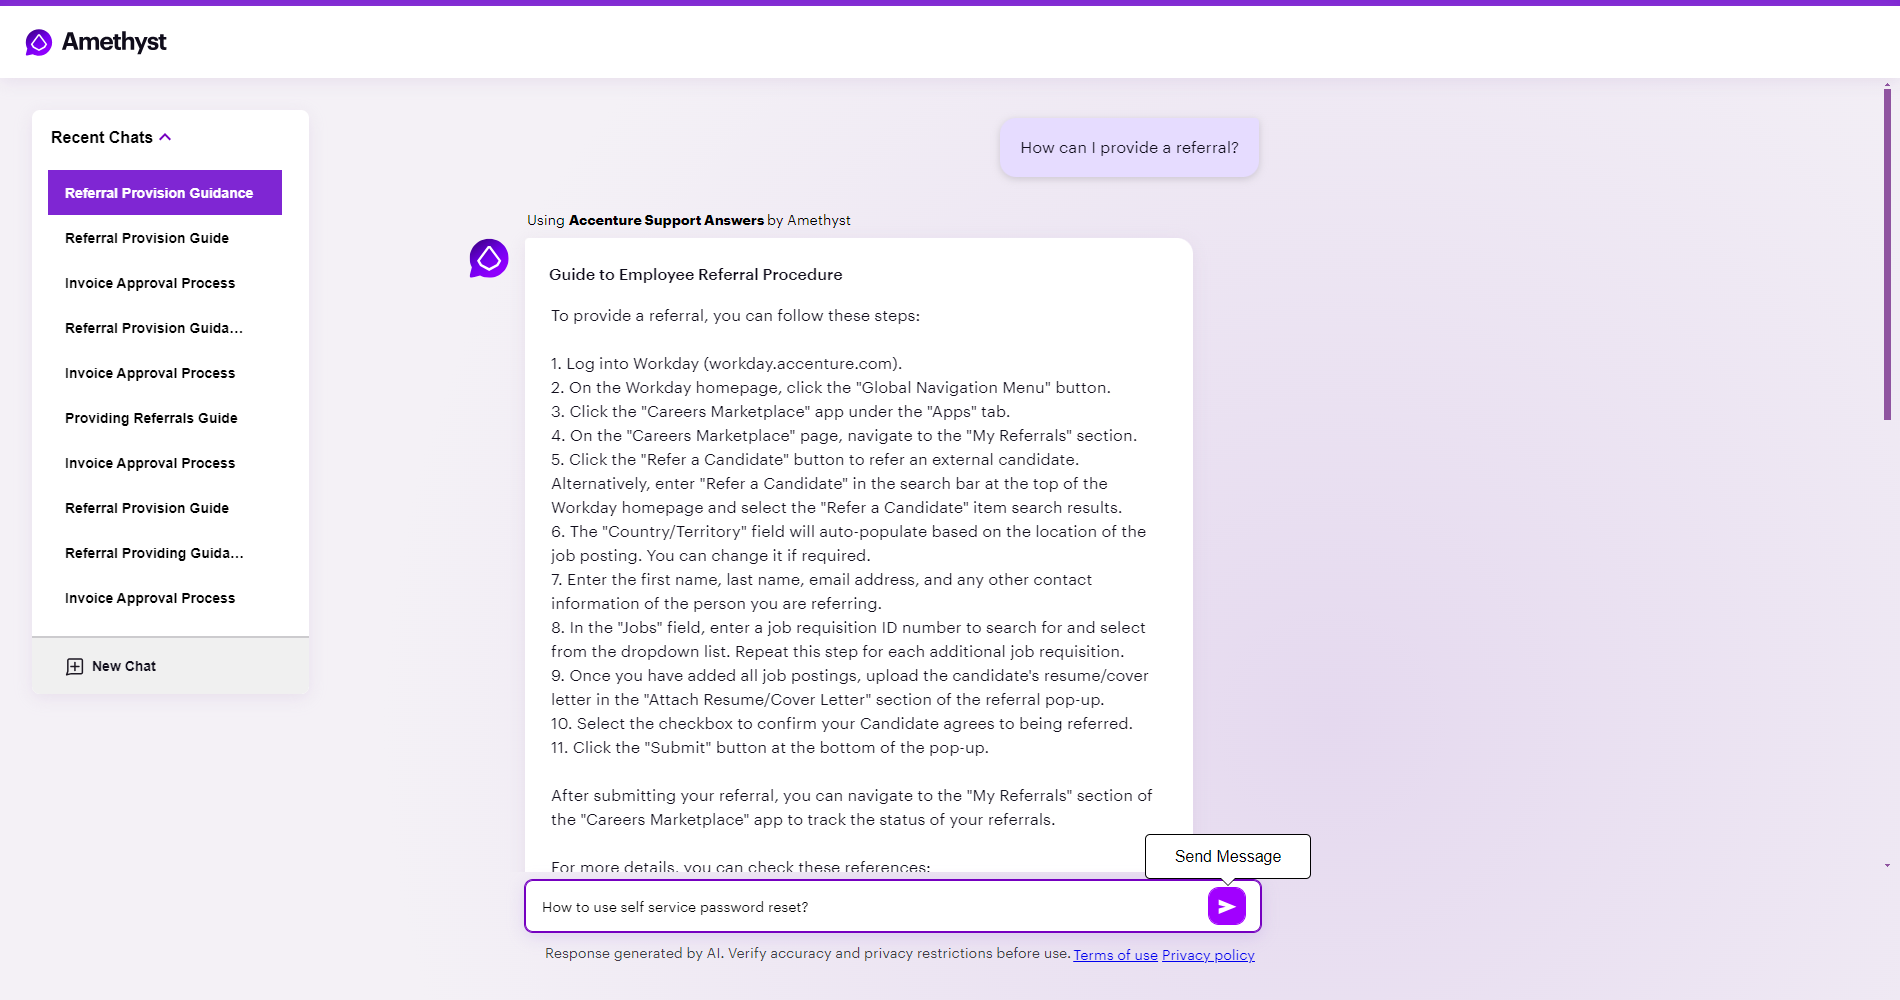 Amethyst
Recent Chats
Referral Provision Guidance
Referral Provision Guide
Invoice Approval Process
Referral Provision Guida...
Invoice Approval Process
Providing Referrals Guide
Invoice Approval Process
Referral Provision Guide
Referral Providing Guida...
Invoice Approval Process
New Chat
How can I provide a referral?
Using Accenture Support Answers by Amethyst
Guide to Employee Referral Procedure
To provide a referral, you can follow these steps:
1. Log into Workday (workday.accenture.com).
2. On the Workday homepage, click the "Global Navigation Menu" button.
3. Click the "Careers Marketplace" app under the "Apps" tab.
4. On the "Careers Marketplace" page, navigate to the "My Referrals" section.
5. Click the "Refer a Candidate" button to refer an external candidate.
Alternatively, enter "Refer a Candidate" in the search bar at the top of the
Workday homepage and select the "Refer a Candidate" item search results.
6. The "Country/Territory" field will auto-populate based on the location of the
job posting. You can change it if required.
7. Enter the first name, last name, email address, and any other contact
information of the person you are referring.
8. In the "Jobs" field, enter a job requisition ID number to search for and select
from the dropdown list. Repeat this step for each additional job requisition.
9. Once you have added all job postings, upload the candidate's resume/cover
letter in the "Attach Resume/Cover Letter" section of the referral pop-up.
10. Select the checkbox to confirm your Candidate agrees to being referred.
11. Click the "Submit" button at the bottom of the pop-up.
After submitting your referral, you can navigate to the "My Referrals" section of
the "Careers Marketplace" app to track the status of your referrals.
For more details, you can check these references:
Send Message
How to use self service password reset?
Response generated by AI. Verify accuracy and privacy restrictions before use. Terms of use Privacy policy